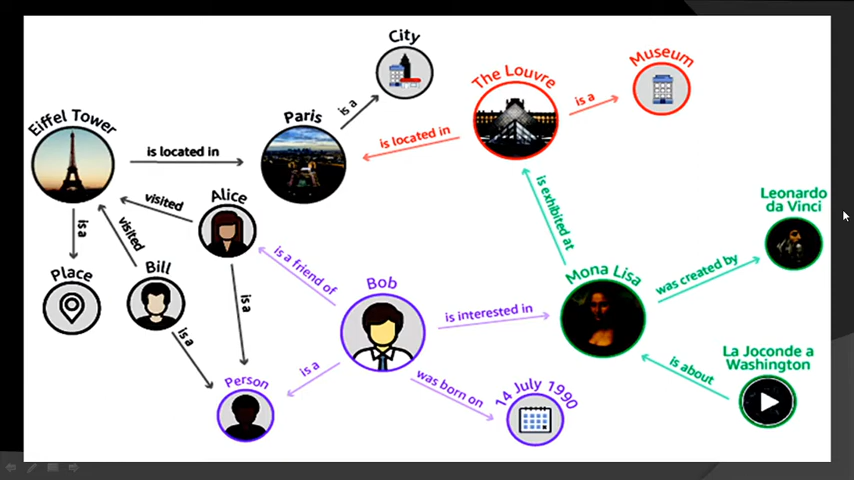 City
Museum
The Louvre
is a
is a
Eiffel Tower
Paris
is located in
is located in
visited
Alice
is a
visited
is exhibited at
Leonardo
da Vinci
Place
Bill
is a friend of
Bob
Mona Lisa
was created by
is a
is interested in
is a
is a
La Joconde a
Washington
is about
Person
was born on
14 July 1990